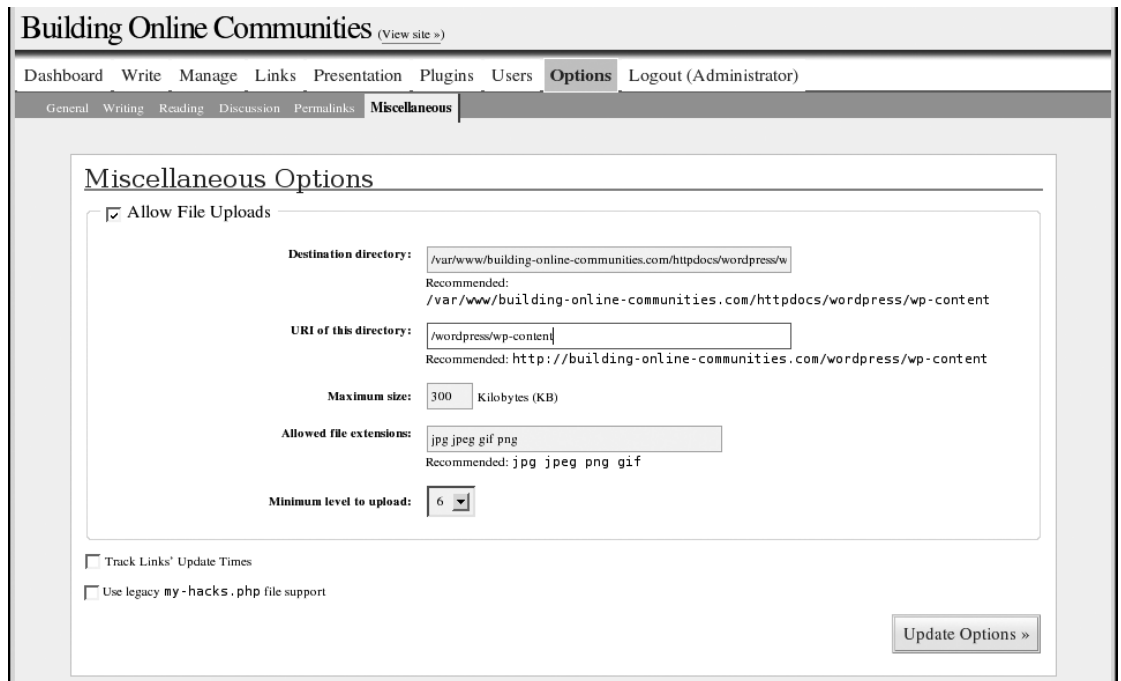 Building Online Communities (View site »)
Dashboard Write Manage Links Presentation Plugins Users Options Logout (Administrator)
General Writing Reading Discussion Permalinks Miscellaneous
Miscellaneous Options
Allow File Uploads
Destination directory: /var/www/building-online-communities.com/httpdocs/wordpress/w
Recommended:
/var/www/building-online-communities.com/httpdocs/wordpress/wp-content
URI of this directory: /wordpress/wp-content
Recommended: http://building-online-communities.com/wordpress/wp-content
Maximum size: 300 Kilobytes (KB)
Allowed file extensions: jpg jpeg gif png
Recommended: jpg jpeg png gif
Minimum level to upload: 6
Track Links' Update Times
Use legacy my-hacks.php file support
Update Options »